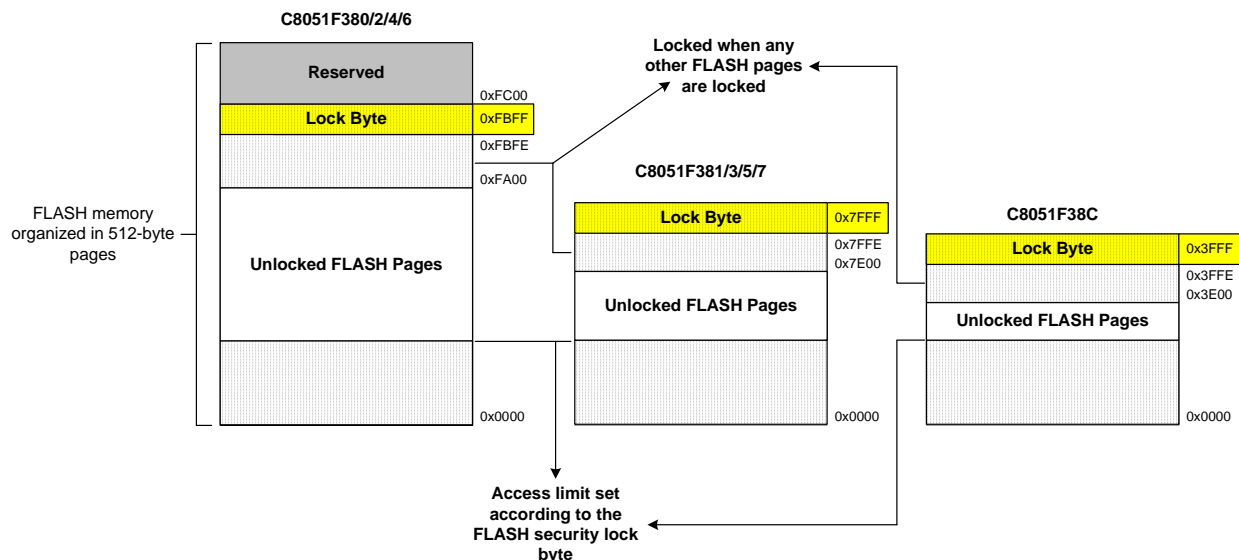 C8051F380/2/4/6
Reserved
0xFC00
Lock Byte
0xFBFF
0xFBFE
0xFA00
Unlocked FLASH Pages
0x0000
FLASH memory
organized in 512-byte
pages
Locked when any
other FLASH pages
are locked
C8051F381/3/5/7
Lock Byte
0x7FFF
0x7FFE
0x7E00
Unlocked FLASH Pages
0x0000
C8051F38C
Lock Byte
0x3FFF
0x3FFE
0x3E00
Unlocked FLASH Pages
0x0000
Access limit set
according to the
FLASH security lock
byte